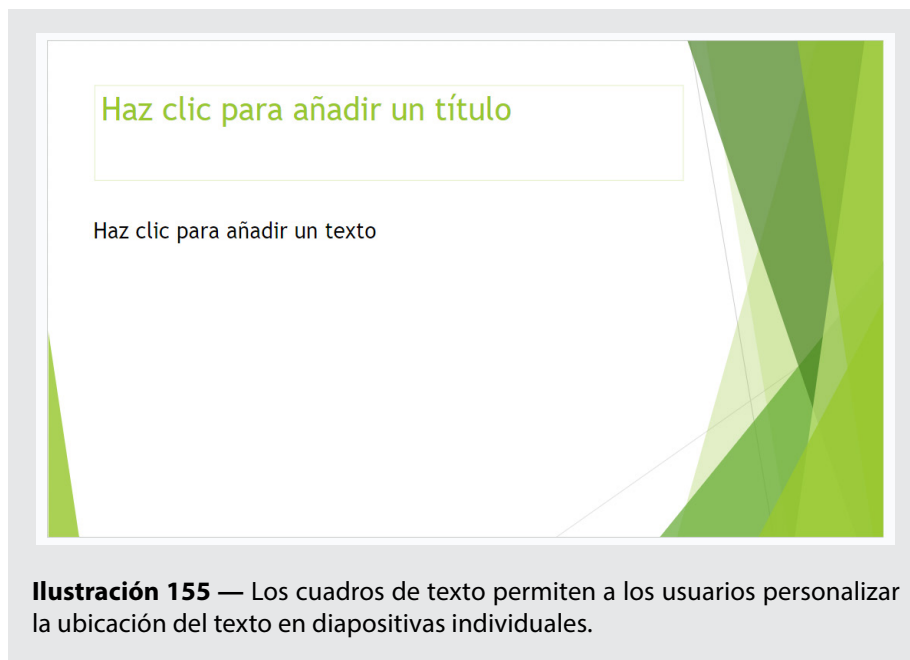 Haz clic para añadir un título
Haz clic para añadir un texto
Ilustración 155 — Los cuadros de texto permiten a los usuarios personalizar
la ubicación del texto en diapositivas individuales.